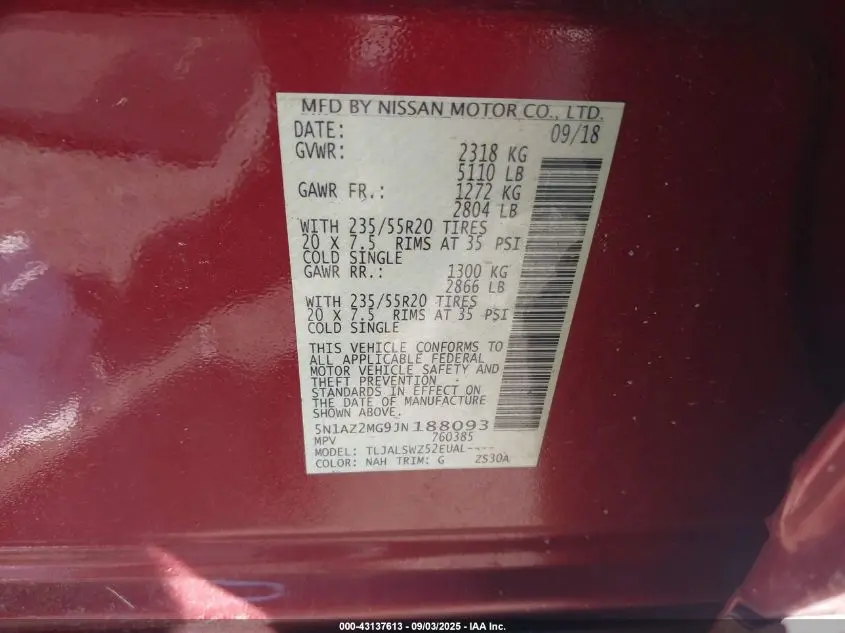 MFD BY NISSAN MOTOR CO., LTD.
DATE: 09/18
GVWR: 2318 KG
5110 LB
GAWR FR.: 1272 KG
2804 LB
WITH 235/55R20 TIRES
20 X 7.5 RIMS AT 35 PSI
COLD SINGLE
GAWR RR.: 1300 KG
2866 LB
WITH 235/55R20 TIRES
20 X 7.5 RIMS AT 35 PSI
COLD SINGLE
THIS VEHICLE CONFORMS TO
ALL APPLICABLE FEDERAL
MOTOR VEHICLE SAFETY AND
THEFT PREVENTION
STANDARDS IN EFFECT ON
THE DATE OF MANUFACTURE
SHOWN ABOVE.
5N1AZ2MG9JN188093
MPV 760385
MODEL: TLJALSWZ52EUAL----
COLOR: NAH TRIM: G ZS30A
000-43137613 - 09/03/2025 - IAA Inc.